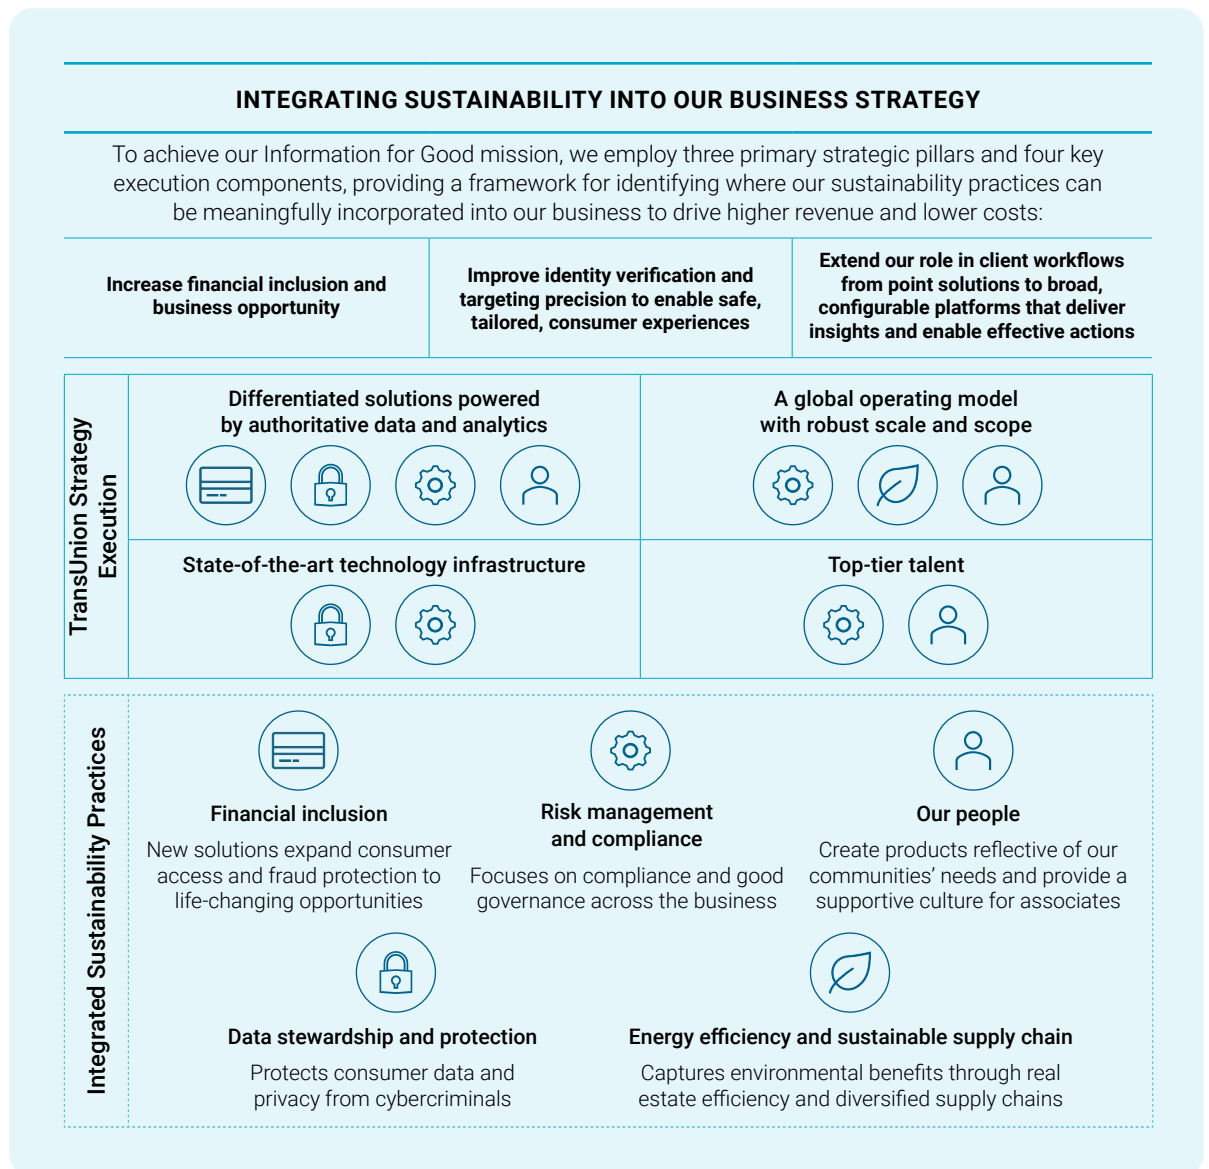 INTEGRATING SUSTAINABILITY INTO OUR BUSINESS STRATEGY
To achieve our Information for Good mission, we employ three primary strategic pillars and four key
execution components, providing a framework for identifying where our sustainability practices can
be meaningfully incorporated into our business to drive higher revenue and lower costs:
Increase financial inclusion and
business opportunity
Improve identity verification and
targeting precision to enable safe,
tailored, consumer experiences
Extend our role in client workflows
from point solutions to broad,
configurable platforms that deliver
insights and enable effective actions
TransUnion Strategy
Execution
Differentiated solutions powered
by authoritative data and analytics
A global operating model
with robust scale and scope
State-of-the-art technology infrastructure
Top-tier talent
Integrated Sustainability Practices
Financial inclusion
New solutions expand consumer
access and fraud protection to
life-changing opportunities
Risk management
and compliance
Focuses on compliance and good
governance across the business
Our people
Create products reflective of our
communities’ needs and provide a
supportive culture for associates
Data stewardship and protection
Protects consumer data and
privacy from cybercriminals
Energy efficiency and sustainable supply chain
Captures environmental benefits through real
estate efficiency and diversified supply chains